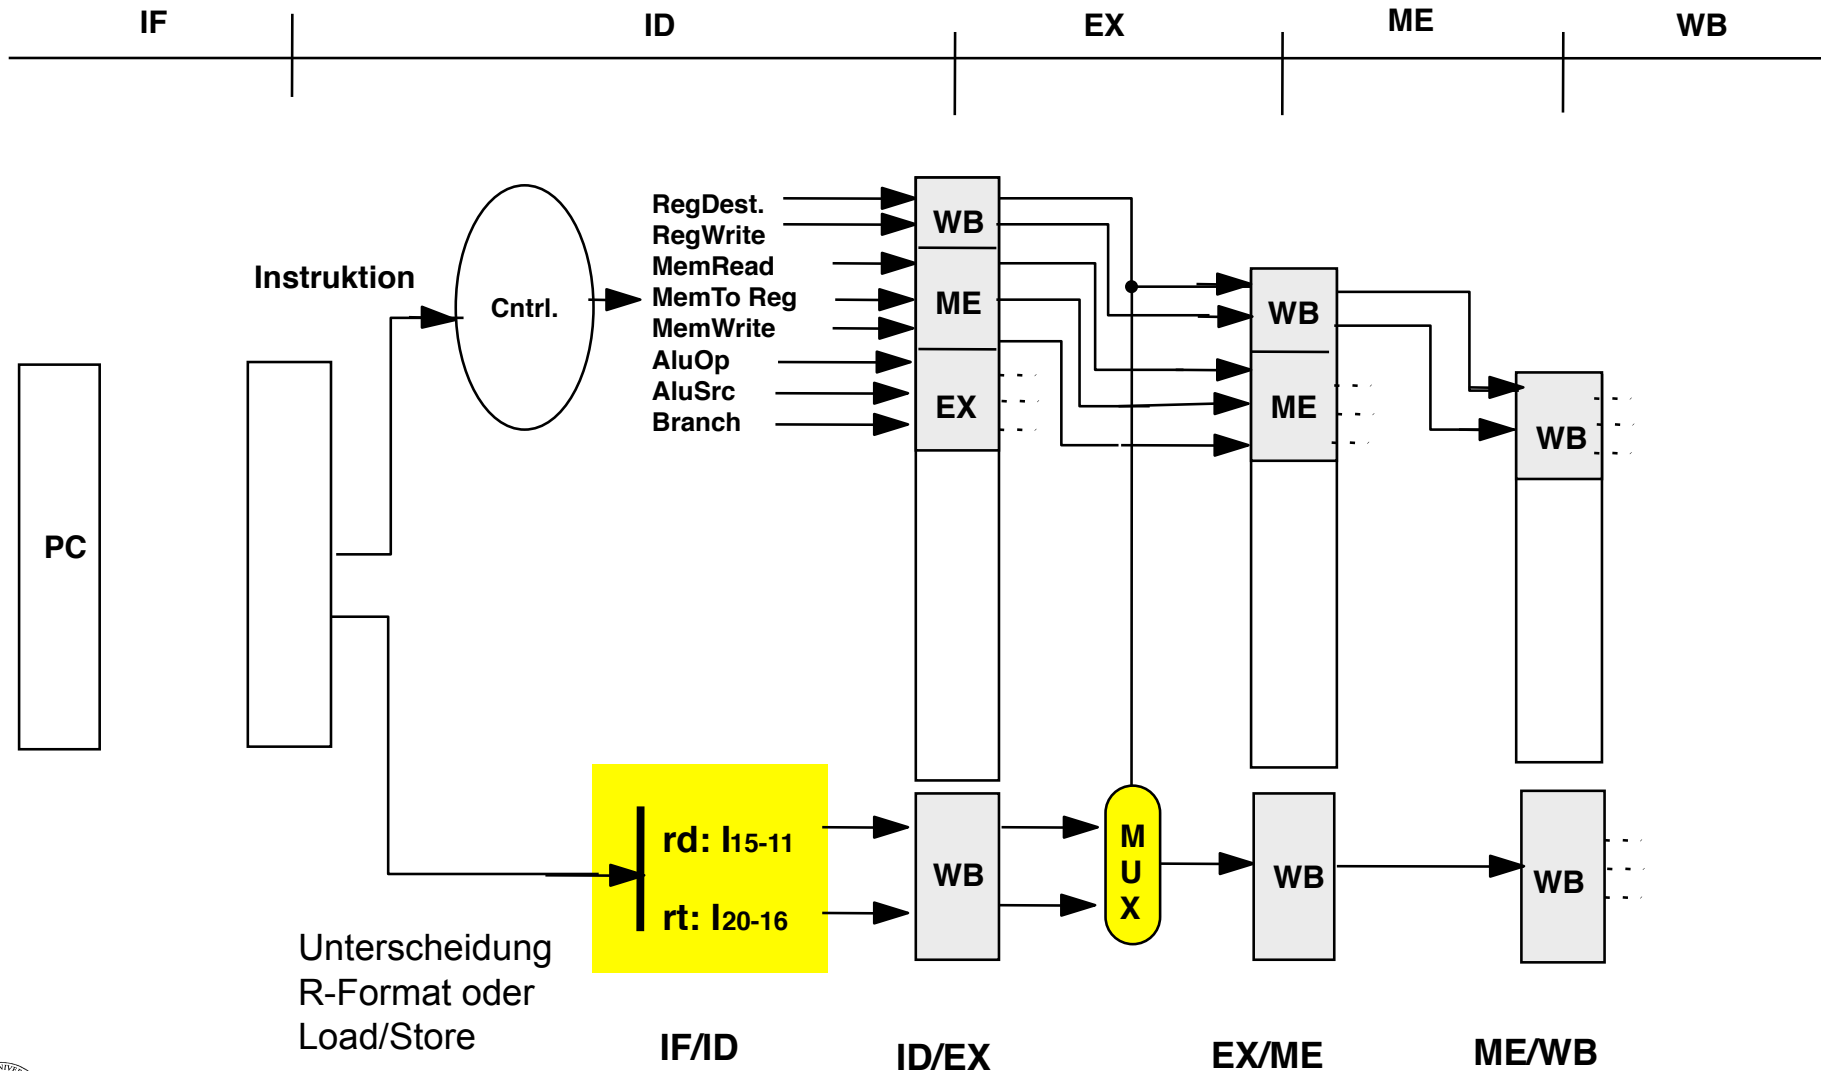 IF
ID
EX
ME
WB
RegDest.
RegWrite
MemRead
MemTo Reg
MemWrite
AluOp
AluSrc
Branch
Instruktion
Cntrl.
PC
WB
ME
EX
WB
ME
WB
rd: I15-11
rt: I20-16
WB
M
U
X
WB
WB
Unterscheidung
R-Format oder
Load/Store
IF/ID
ID/EX
EX/ME
ME/WB